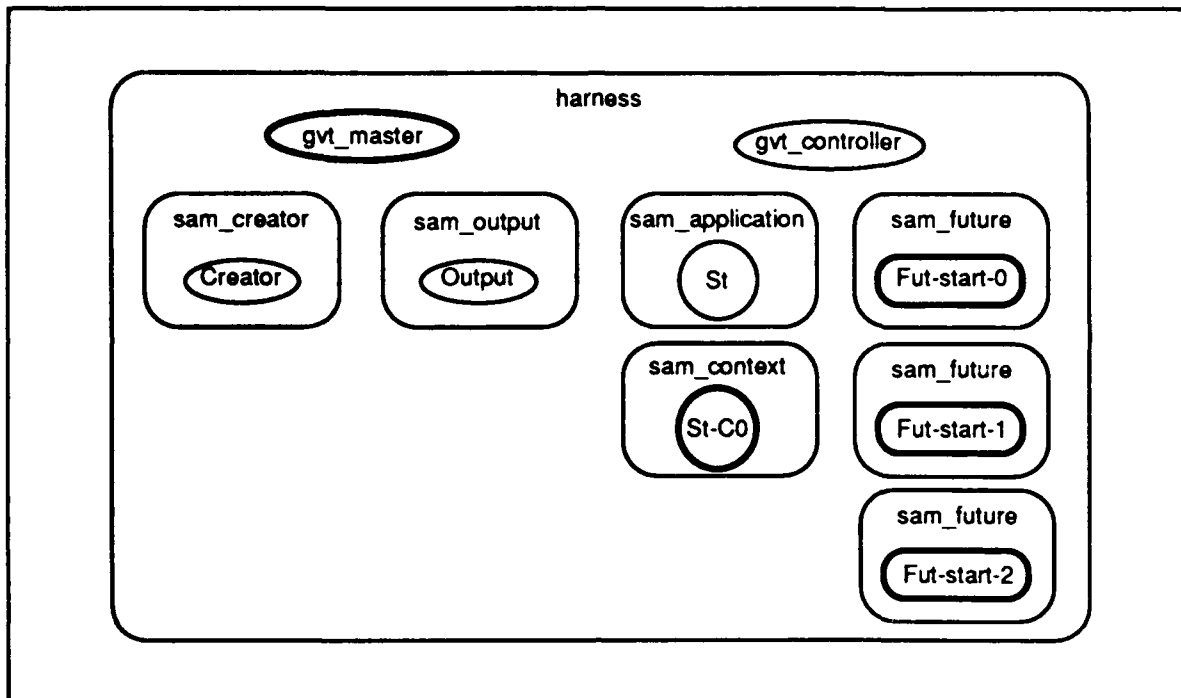 harness
gvt_master
gvt_controller
sam_creator
Creator
sam_output
Output
sam_application
St
sam_future
Fut-start-0
sam_context
St-C0
sam_future
Fut-start-1
sam_future
Fut-start-2